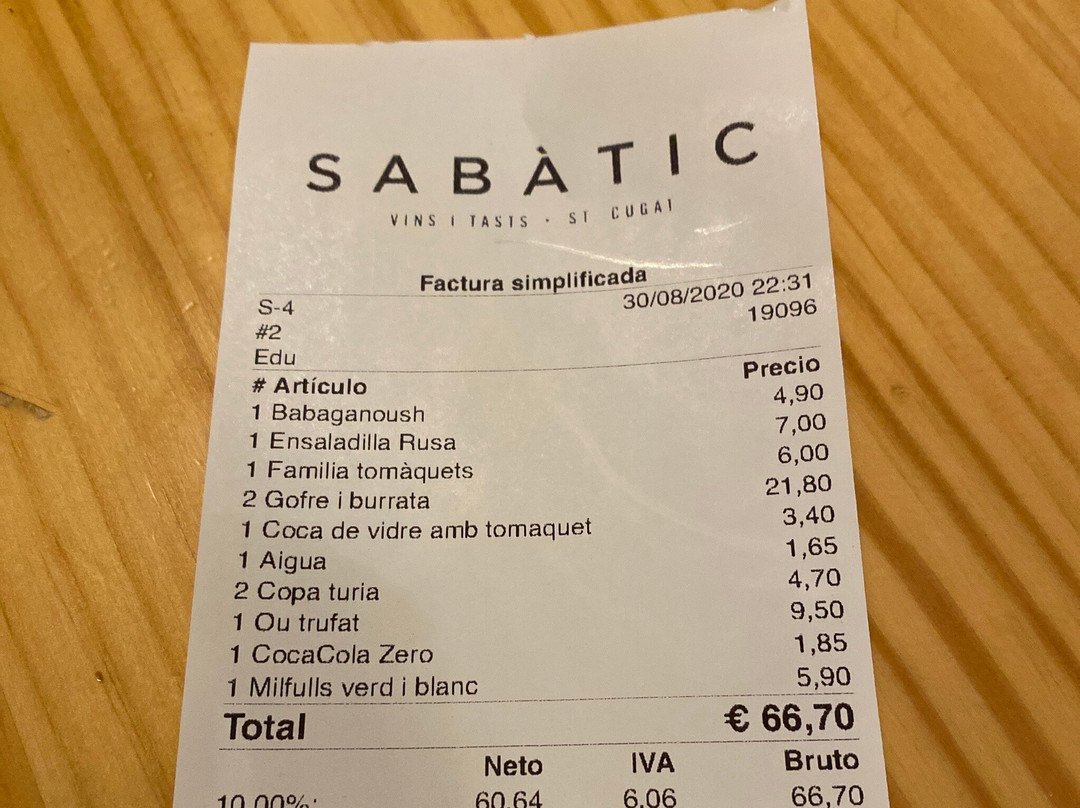 SABÀTIC
VINS I TASTS · ST CUGAT
Factura simplificada
S-4 30/08/2020 22:31
#2 19096
Edu
# Artículo Precio
1 Babaganoush 4,90
1 Ensaladilla Rusa 7,00
1 Familia tomàquets 6,00
2 Gofre i burrata 21,80
1 Coca de vidre amb tomaquet 3,40
1 Aigua 1,65
2 Copa turia 4,70
1 Ou trufat 9,50
1 CocaCola Zero 1,85
1 Milfulls verd i blanc 5,90
Total € 66,70
Neto IVA Bruto
10,00%: 60,64 6,06 66,70